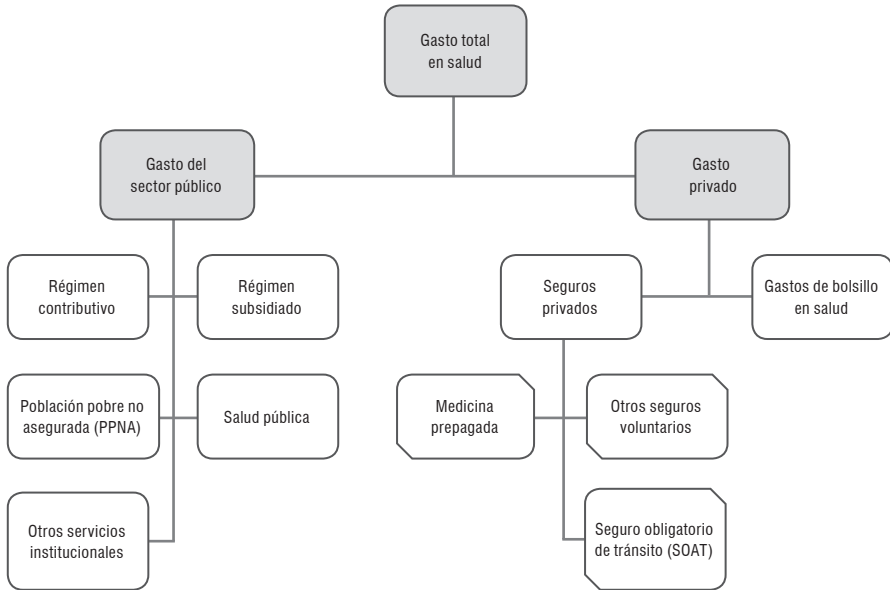 Gasto total
en salud
Gasto del
sector público
Gasto
privado
Régimen
contributivo
Régimen
subsidiado
Seguros
privados
Gastos de bolsillo
en salud
Población pobre no
asegurada (PPNA)
Salud pública
Medicina
prepagada
Otros seguros
voluntarios
Otros servicios
institucionales
Seguro obligatorio
de tránsito (SOAT)